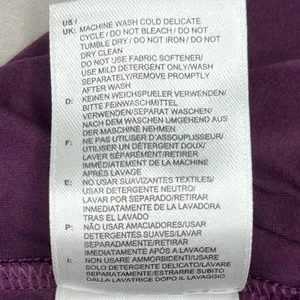 US /
UK: MACHINE WASH COLD DELICATE
CYCLE / DO NOT BLEACH / DO NOT
TUMBLE DRY / DO NOT IRON / DO NOT
DRY CLEAN
DO NOT USE FABRIC SOFTENER/
USE MILD DETERGENT ONLY/WASH
SEPARATELY/REMOVE PROMPTLY
AFTER WASH
D: KEINEN WEICHSPUELER VERWENDEN/
BITTE FEINWASCHMITTEL
VERWENDEN/SEPARAT WASCHEN/
NACH DEM WASCHEN UMGEHEND AUS
DER MASCHINE NEHMEN
F: NE PAS UTILISER D'ASSOUPLISSEUR/
UTILISER UN DÉTERGENT DOUX/
LAVER SÉPARÉMENT/RETIRER
IMMÉDIATEMENT DE LA MACHINE
APRÈS LAVAGE
E: NO USAR SUAVIZANTES TEXTILES/
USAR DETERGENTE NEUTRO/
LAVAR POR SEPARADO/RETIRAR
INMEDIATAMENTE DE LA LAVADORA
TRAS EL LAVADO
P: NÃO USAR AMACIADORES/USAR
DETERGENTES SUAVES/LAVAR
SEPARADAMENTE/RETIRAR
IMEDIATAMENTE APÓS A LAVAGEM
I: NON USARE AMMORBIDENTI/USARE
SOLO DETERGENTE DELICATO/LAVARE
SEPARATAMENTE/ESTRARRE SUBITO
DALLA LAVATRICE DOPO IL LAVAGGIO